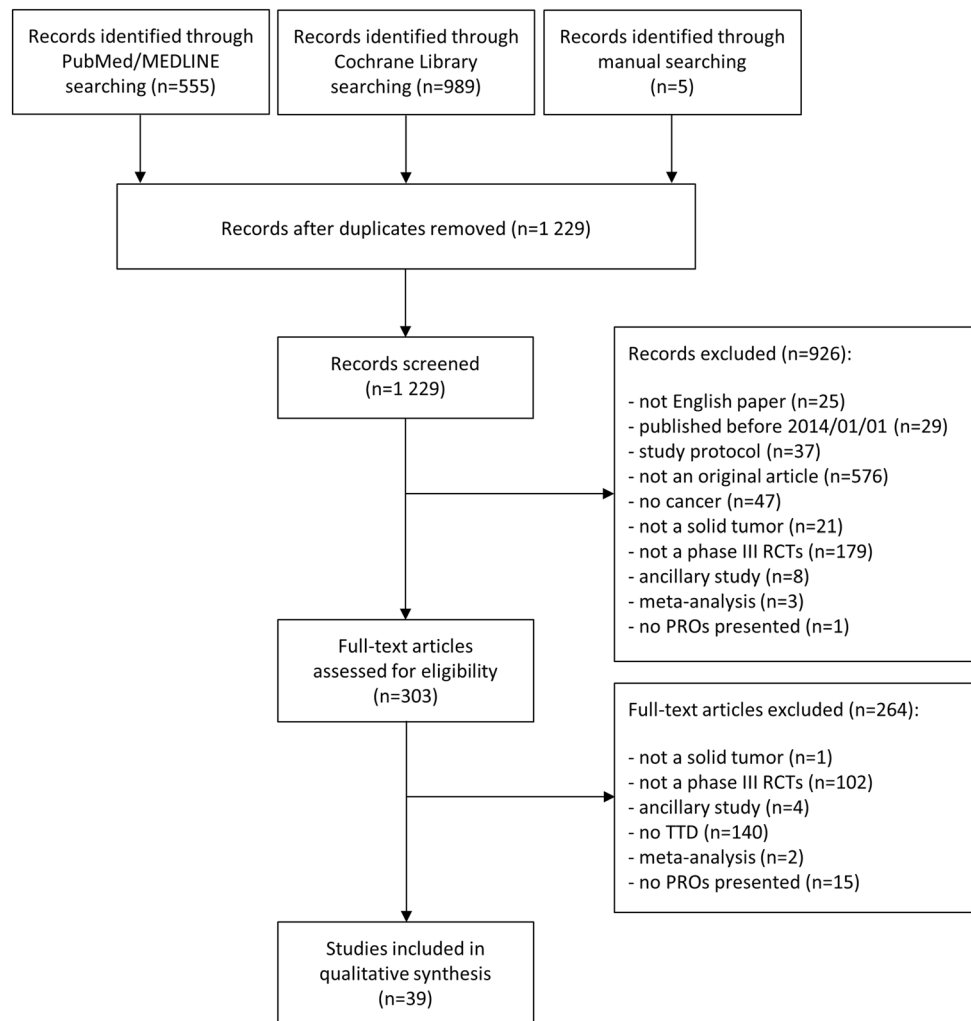 Records identified through
PubMed/MEDLINE
searching (n=555)
Records identified through
Cochrane Library
searching (n=989)
Records identified through
manual searching
(n=5)
Records after duplicates removed (n=1 229)
Records screened
(n=1 229)
Records excluded (n=926):
- not English paper (n=25)
- published before 2014/01/01 (n=29)
- study protocol (n=37)
- not an original article (n=576)
- no cancer (n=47)
- not a solid tumor (n=21)
- not a phase III RCTs (n=179)
- ancillary study (n=8)
- meta-analysis (n=3)
- no PROs presented (n=1)
Full-text articles
assessed for eligibility
(n=303)
Full-text articles excluded (n=264):
- not a solid tumor (n=1)
- not a phase III RCTs (n=102)
- ancillary study (n=4)
- no TTD (n=140)
- meta-analysis (n=2)
- no PROs presented (n=15)
Studies included in
qualitative synthesis
(n=39)